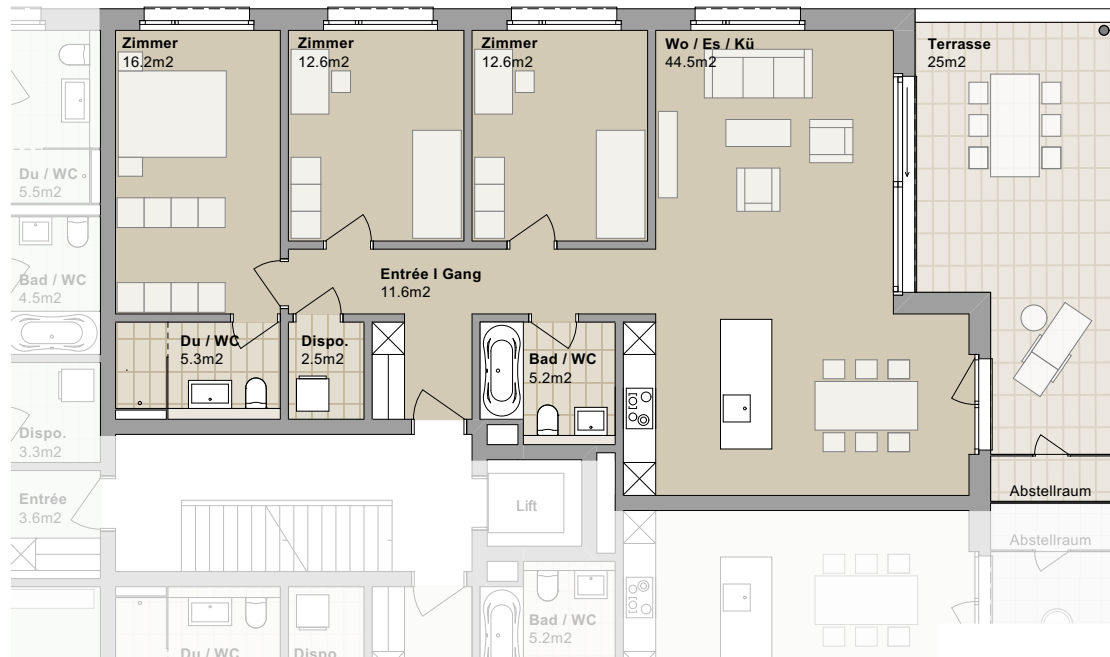 Zimmer
16.2m2
Zimmer
12.6m2
Zimmer
12.6m2
Wo / Es / Kü
44.5m2
Terrasse
25m2
Du / WC
5.5m2
Bad / WC
4.5m2
Entrée I Gang
11.6m2
Du / WC
5.3m2
Dispo.
2.5m2
Bad / WC
5.2m2
Dispo.
3.3m2
Entrée
3.6m2
Lift
Abstellraum
Abstellraum
Bad / WC
5.2m2
Du / WC
Dispo.